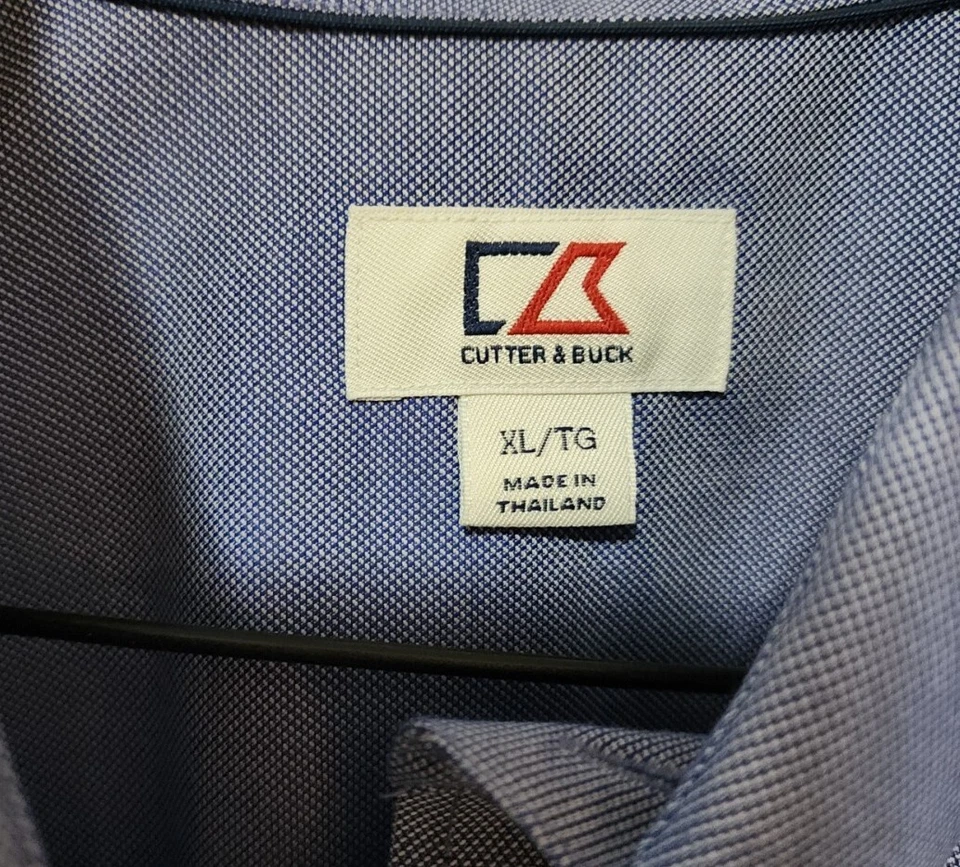 CUTTER & BUCK
XL/TG
MADE IN
THAILAND